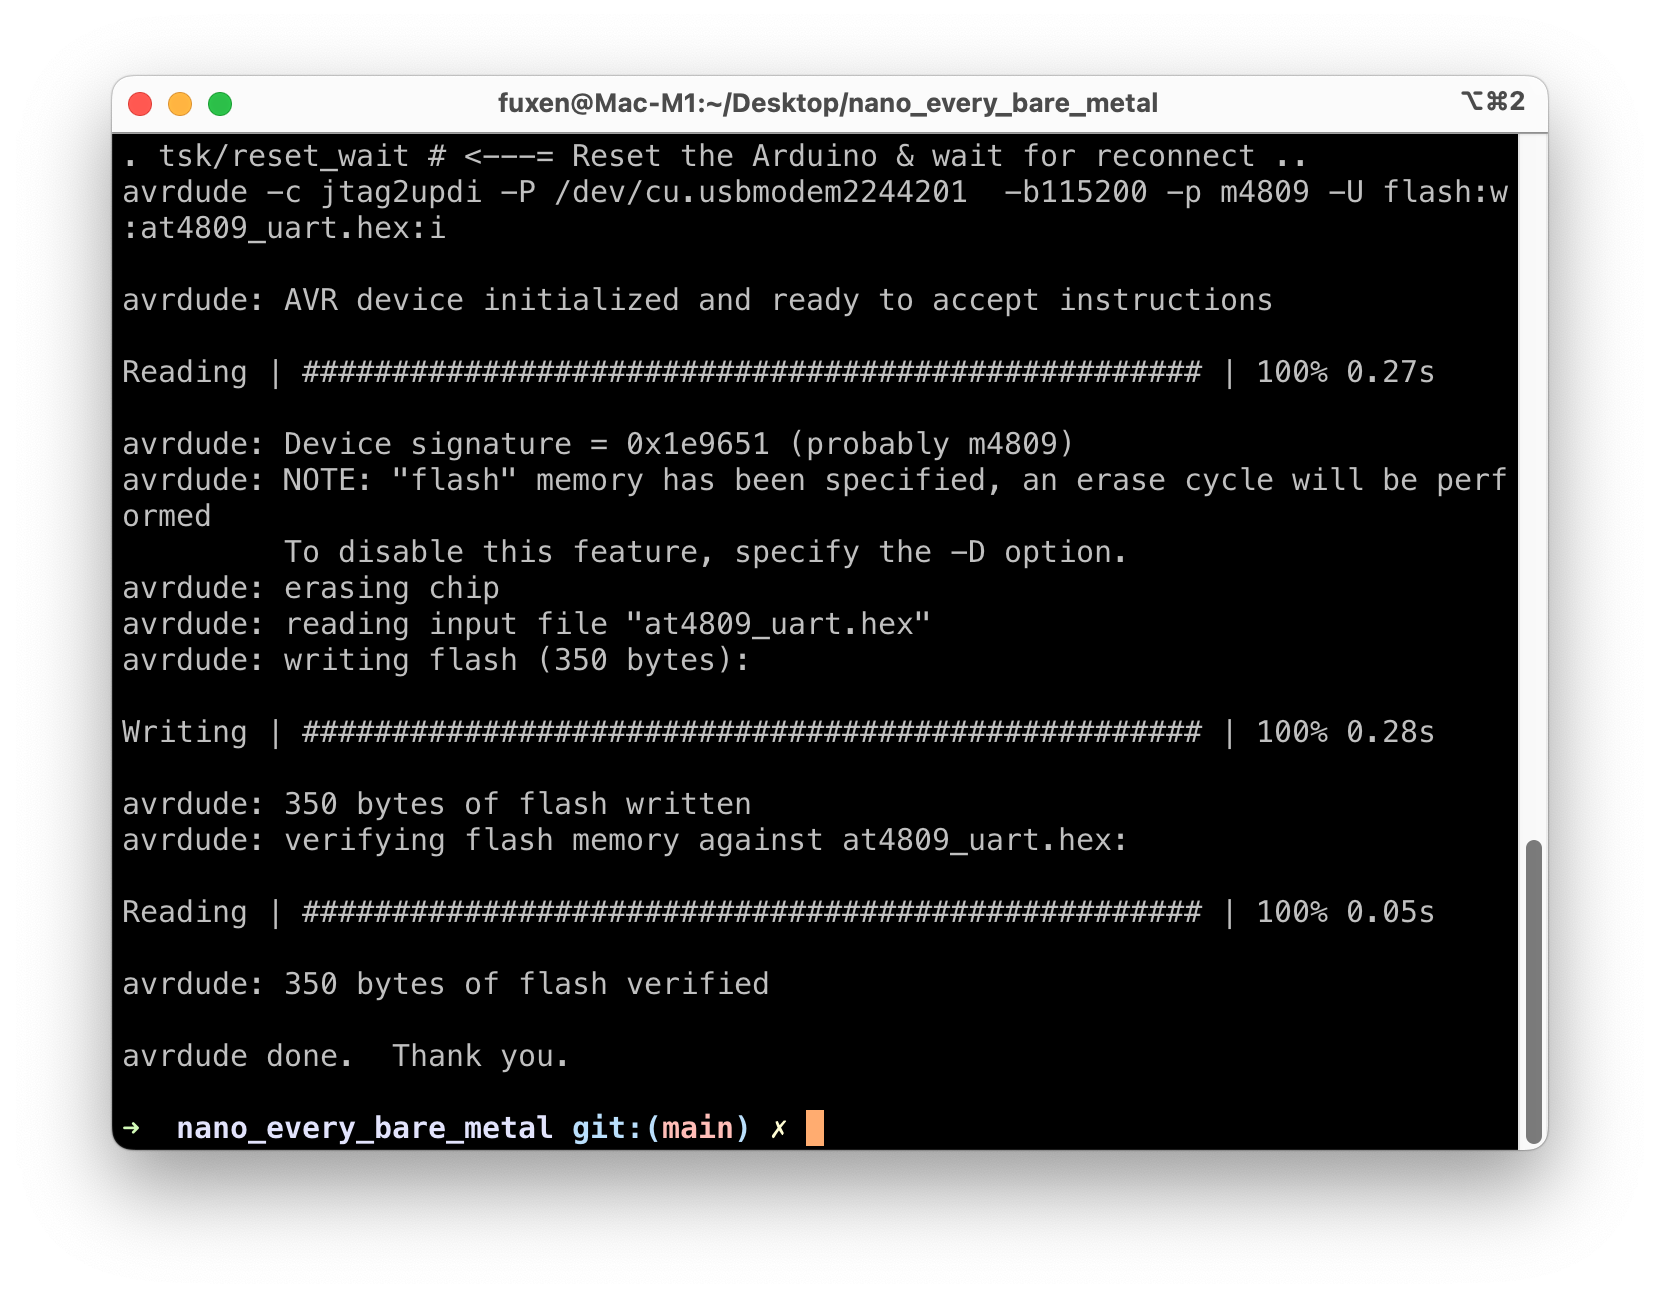 fuxen@Mac-M1:~/Desktop/nano_every_bare_metal ⌥⌘2
. tsk/reset_wait # <---= Reset the Arduino & wait for reconnect ..
avrdude -c jtag2updi -P /dev/cu.usbmodem2244201  -b115200 -p m4809 -U flash:w
:at4809_uart.hex:i
avrdude: AVR device initialized and ready to accept instructions
Reading | ################################################## | 100% 0.27s
avrdude: Device signature = 0x1e9651 (probably m4809)
avrdude: NOTE: "flash" memory has been specified, an erase cycle will be perf
ormed
         To disable this feature, specify the -D option.
avrdude: erasing chip
avrdude: reading input file "at4809_uart.hex"
avrdude: writing flash (350 bytes):
Writing | ################################################## | 100% 0.28s
avrdude: 350 bytes of flash written
avrdude: verifying flash memory against at4809_uart.hex:
Reading | ################################################## | 100% 0.05s
avrdude: 350 bytes of flash verified
avrdude done.  Thank you.
➜  nano_every_bare_metal git:(main) ✗